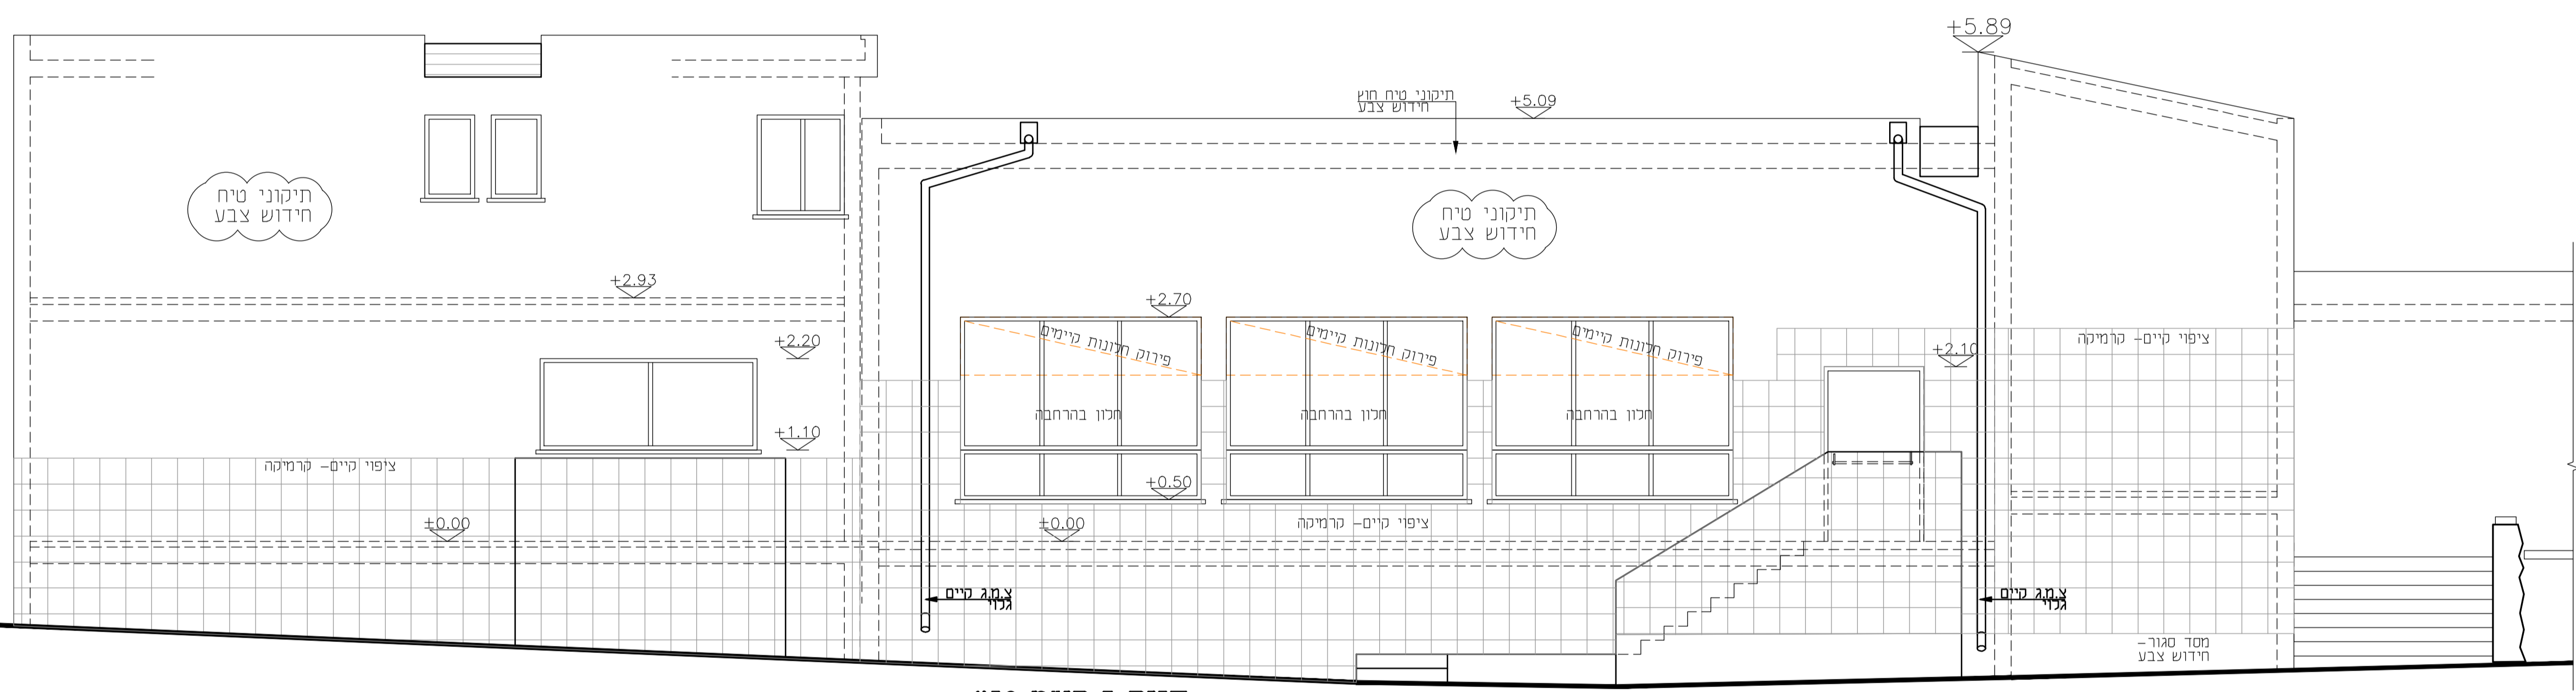 +5.89
תיקוני טיח חוץ
חידוש צבע
+5.09
תיקוני טיח
חידוש צבע
תיקוני טיח
חידוש צבע
+2.93
+2.70
+2.20
+2.10
פירוק חלונות קיימים
פירוק חלונות קיימים
פירוק חלונות קיימים
ציפוי קיים- קרמיקה
חלון בהרחבה
חלון בהרחבה
חלון בהרחבה
+1.10
ציפוי קיים- קרמיקה
+0.50
±0.00
±0.00
ציפוי קיים- קרמיקה
צ.מ.ג קיים
גלוי
צ.מ.ג קיים
גלוי
מסד סגור-
חידוש צבע